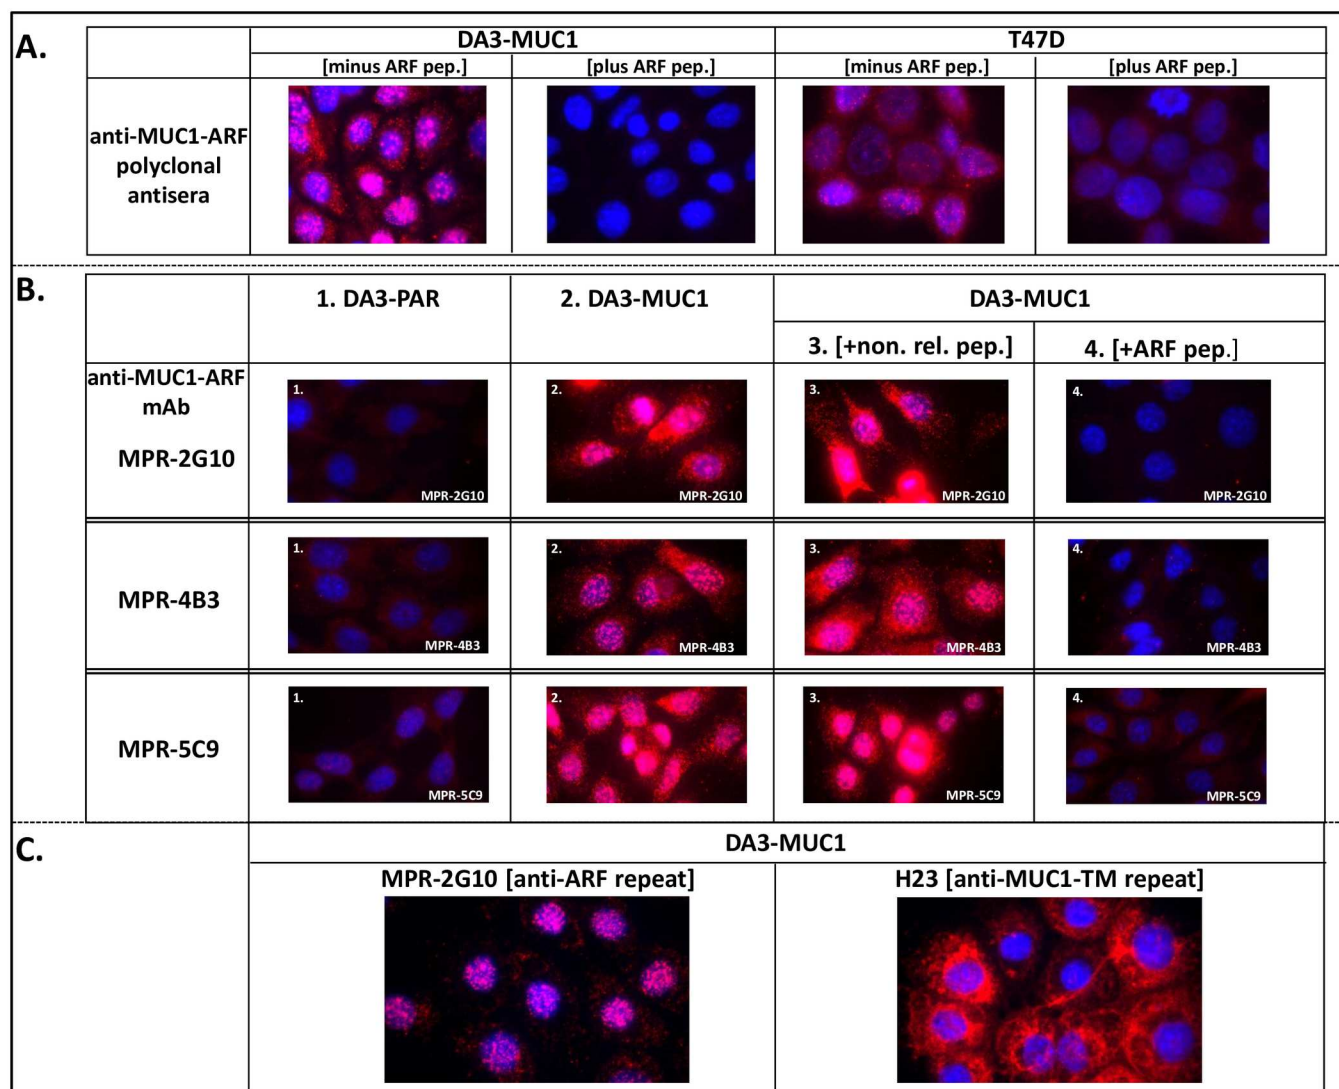 A.
DA3-MUC1
T47D
[minus ARF pep.]
[plus ARF pep.]
[minus ARF pep.]
[plus ARF pep.]
anti-MUC1-ARF
polyclonal
antisera
B.
1. DA3-PAR
2. DA3-MUC1
DA3-MUC1
3. [+non. rel. pep.]
4. [+ARF pep.]
anti-MUC1-ARF
mAb
MPR-2G10
1.
MPR-2G10
2.
MPR-2G10
3.
MPR-2G10
4.
MPR-2G10
MPR-4B3
1.
MPR-4B3
2.
MPR-4B3
3.
MPR-4B3
4.
MPR-4B3
MPR-5C9
1.
MPR-5C9
2.
MPR-5C9
3.
MPR-5C9
4.
MPR-5C9
C.
DA3-MUC1
MPR-2G10 [anti-ARF repeat]
H23 [anti-MUC1-TM repeat]